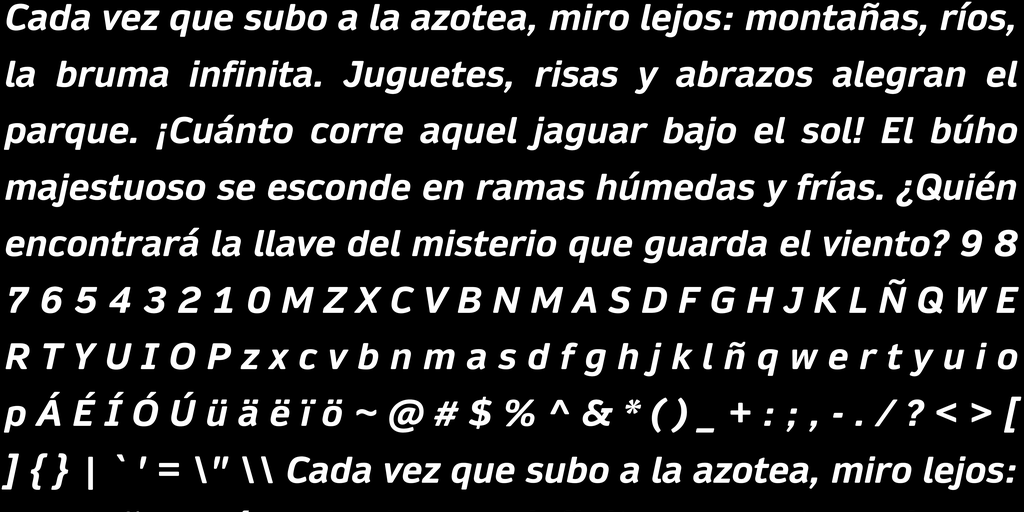 Cada vez que subo a la azotea, miro lejos: montañas, ríos,
la bruma infinita. Juguetes, risas y abrazos alegran el
parque. ¡Cuánto corre aquel jaguar bajo el sol! El búho
majestuoso se esconde en ramas húmedas y frías. ¿Quién
encontrará la llave del misterio que guarda el viento? 9 8
7 6 5 4 3 2 1 0 M Z X C V B N M A S D F G H J K L Ñ Q W E
R T Y U I O P z x c v b n m a s d f g h j k l ñ q w e r t y u i o
p Á É Í Ó Ú ü ä ë ï ö ~ @ # $ % ^ & * ( ) _ + : ; , - . / ? < > [
] { } | ` ' = \" \\ Cada vez que subo a la azotea, miro lejos: